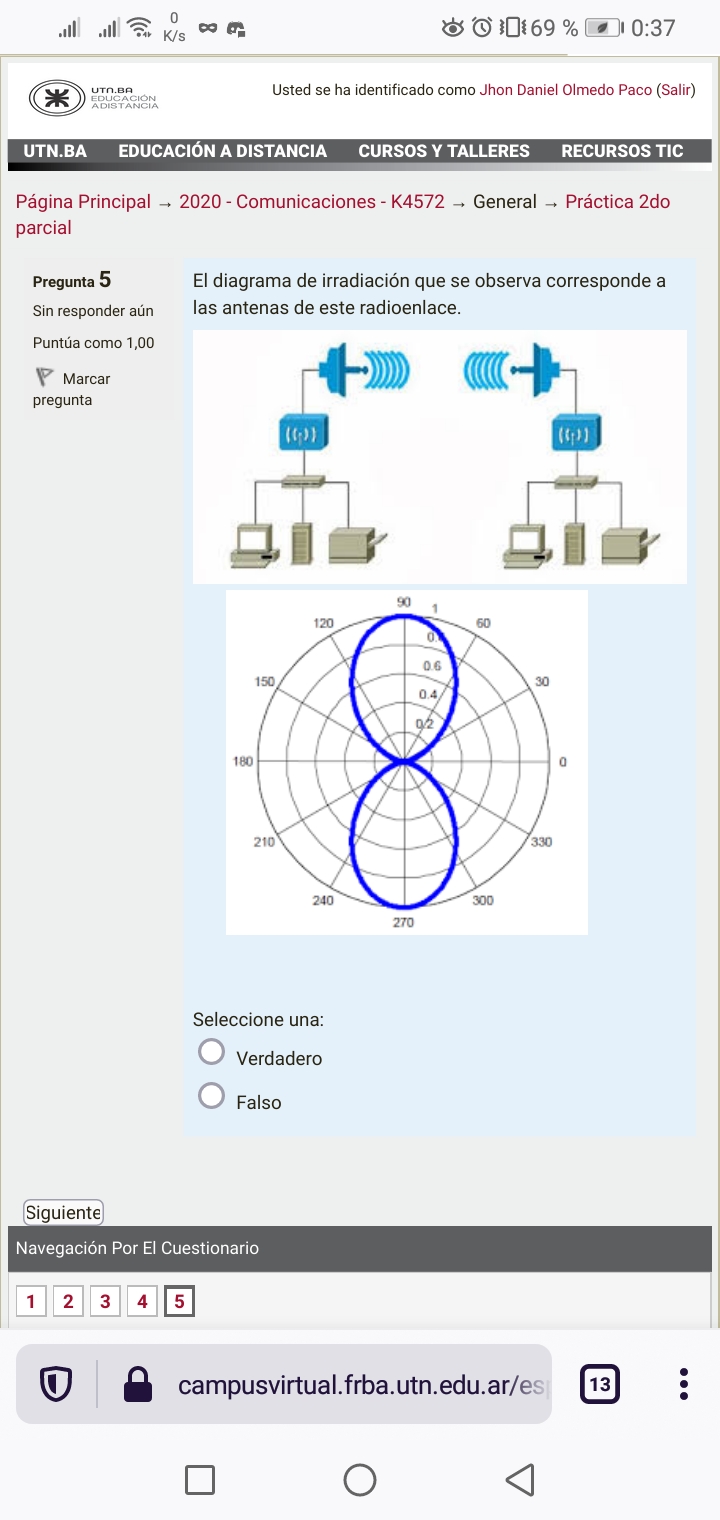 0
K/s
69 %
0:37
UTN.BA
EDUCACIÓN
ADISTANCIA
Usted se ha identificado como Jhon Daniel Olmedo Paco (Salir)
UTN.BA EDUCACIÓN A DISTANCIA CURSOS Y TALLERES RECURSOS TIC
Página Principal → 2020 - Comunicaciones - K4572 → General → Práctica 2do
parcial
Pregunta 5
Sin responder aún
Puntúa como 1,00
Marcar
pregunta
El diagrama de irradiación que se observa corresponde a
las antenas de este radioenlace.
90
1
120
60
0.6
150
30
0.4
0.2
180
0
210
330
240
300
270
Seleccione una:
Verdadero
Falso
Siguiente
Navegación Por El Cuestionario
1 2 3 4 5
campusvirtual.frba.utn.edu.ar/es
13